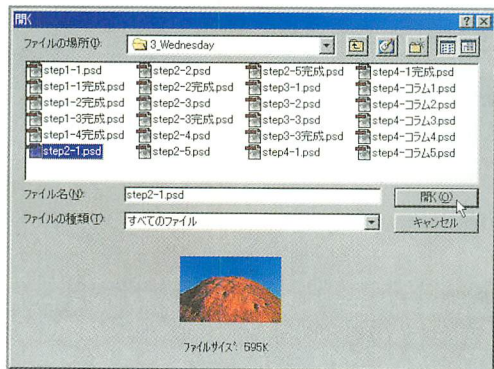 開く
ファイルの場所(I):
3_Wednesday
step1-1.psd step2-2.psd step2-5完成.psd step4-1完成.psd
step1-1完成.psd step2-2完成.psd step3-1.psd step4-コラム1.psd
step1-2完成.psd step2-3.psd step3-2.psd step4-コラム2.psd
step1-3完成.psd step2-3完成.psd step3-3.psd step4-コラム3.psd
step1-4完成.psd step2-4.psd step3-3完成.psd step4-コラム4.psd
step2-1.psd step2-5.psd step4-1.psd step4-コラム5.psd
ファイル名(N): step2-1.psd 開く(O)
ファイルの種類(T): すべてのファイル キャンセル
ファイルサイズ: 595K